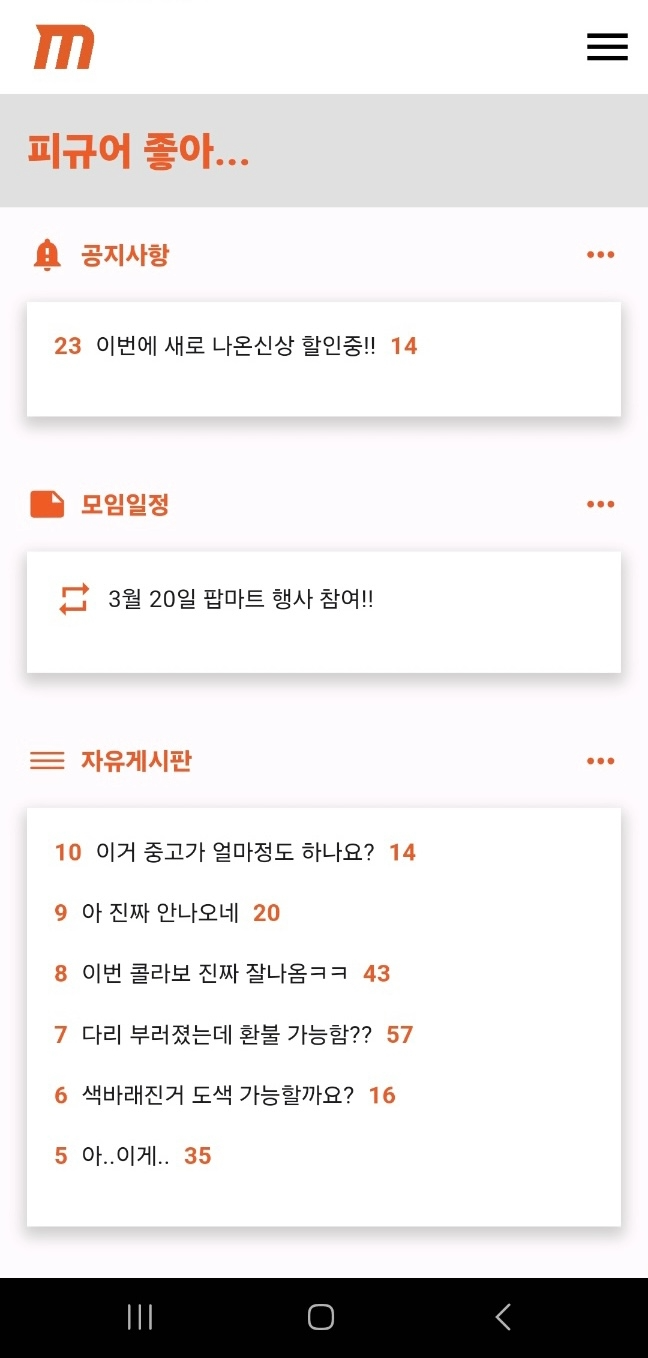 m
피규어 좋아...
공지사항
23 이번에 새로 나온신상 할인중!! 14
모임일정
3월 20일 팝마트 행사 참여!!
자유게시판
10 이거 중고가 얼마정도 하나요? 14
9 아 진짜 안나오네 20
8 이번 콜라보 진짜 잘나옴ㅋㅋ 43
7 다리 부러졌는데 환불 가능함?? 57
6 색바래진거 도색 가능할까요? 16
5 아..이게.. 35